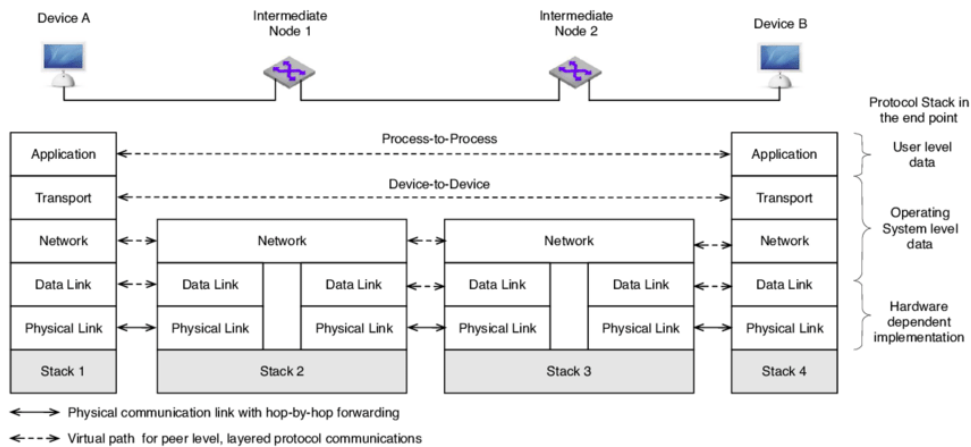 Device A
Intermediate
Node 1
Intermediate
Node 2
Device B
Protocol Stack in
the end point
Process-to-Process
Application
Application
User level
data
Device-to-Device
Transport
Transport
Network
Network
Network
Network
Operating
System level
data
Data Link
Data Link
Data Link
Data Link
Data Link
Data Link
Physical Link
Physical Link
Physical Link
Physical Link
Physical Link
Physical Link
Hardware
dependent
implementation
Stack 1
Stack 2
Stack 3
Stack 4
Physical communication link with hop-by-hop forwarding
Virtual path for peer level, layered protocol communications